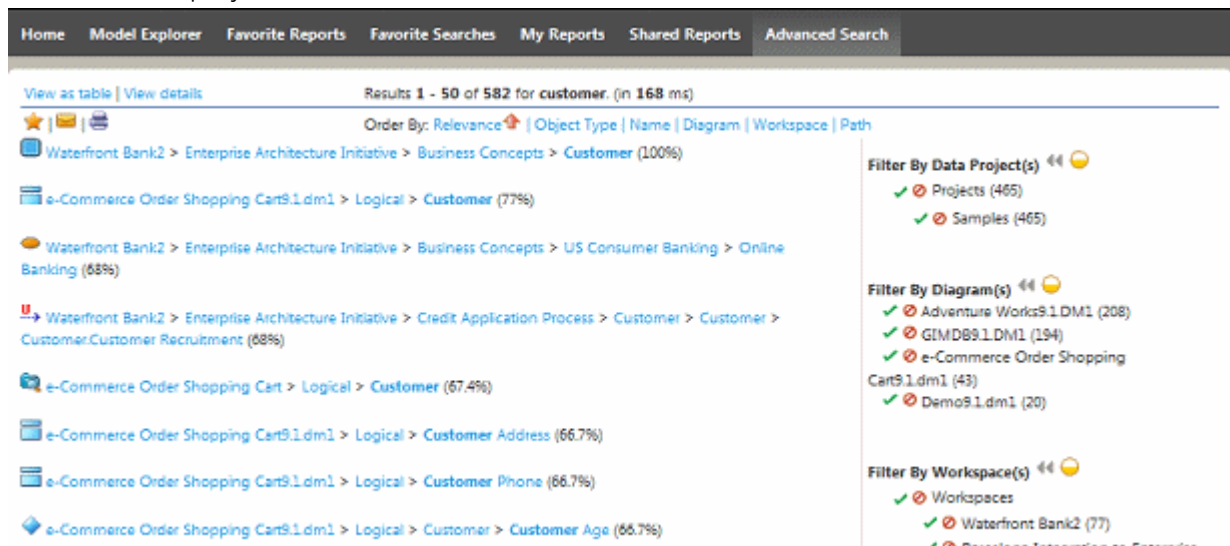 Home Model Explorer Favorite Reports Favorite Searches My Reports Shared Reports Advanced Search
View as table | View details Results 1 - 50 of 582 for customer. (in 168 ms)
Order By: Relevance | Object Type | Name | Diagram | Workspace | Path
Waterfront Bank2 > Enterprise Architecture Initiative > Business Concepts > Customer (100%)
e-Commerce Order Shopping Cart9.1.dm1 > Logical > Customer (77%)
Waterfront Bank2 > Enterprise Architecture Initiative > Business Concepts > US Consumer Banking > Online
Banking (68%)
Waterfront Bank2 > Enterprise Architecture Initiative > Credit Application Process > Customer > Customer >
Customer.Customer Recruitment (68%)
e-Commerce Order Shopping Cart > Logical > Customer (67.4%)
e-Commerce Order Shopping Cart9.1.dm1 > Logical > Customer Address (66.7%)
e-Commerce Order Shopping Cart9.1.dm1 > Logical > Customer Phone (66.7%)
e-Commerce Order Shopping Cart9.1.dm1 > Logical > Customer > Customer Age (66.7%)
Filter By Data Project(s)
Projects (465)
Samples (465)
Filter By Diagram(s)
Adventure Works9.1.DM1 (208)
GIMDB9.1.DM1 (194)
e-Commerce Order Shopping
Cart9.1.dm1 (43)
Demo9.1.dm1 (20)
Filter By Workspace(s)
Workspaces
Waterfront Bank2 (77)